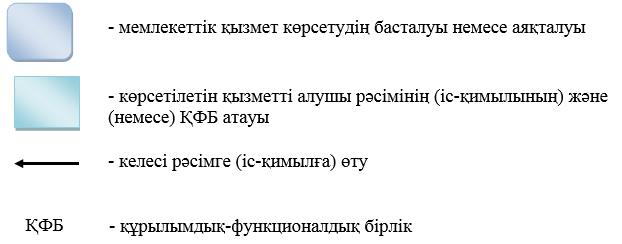 - мемлекеттік қызмет көрсетудің басталуы немесе аяқталуы
- көрсетілетін қызметті алушы рәсімінің (іс-қимылының) және
(немесе) ҚФБ атауы
- келесі рәсімге (іс-қимылға) өту
ҚФБ - құрылымдық-функционалдық бірлік